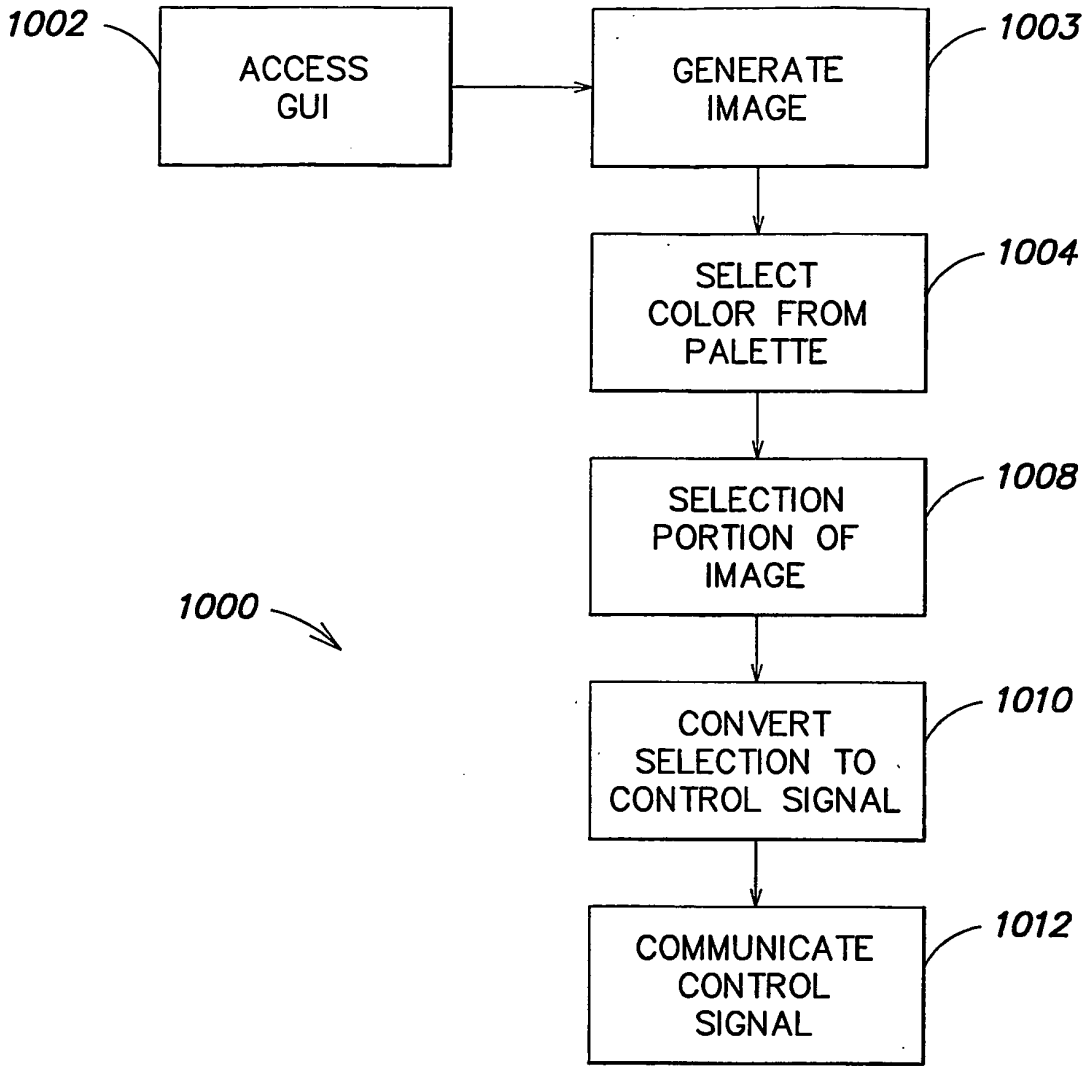 1002
ACCESS
GUI
1003
GENERATE
IMAGE
1004
SELECT
COLOR FROM
PALETTE
1008
SELECTION
PORTION OF
IMAGE
1000
1010
CONVERT
SELECTION TO
CONTROL SIGNAL
1012
COMMUNICATE
CONTROL
SIGNAL